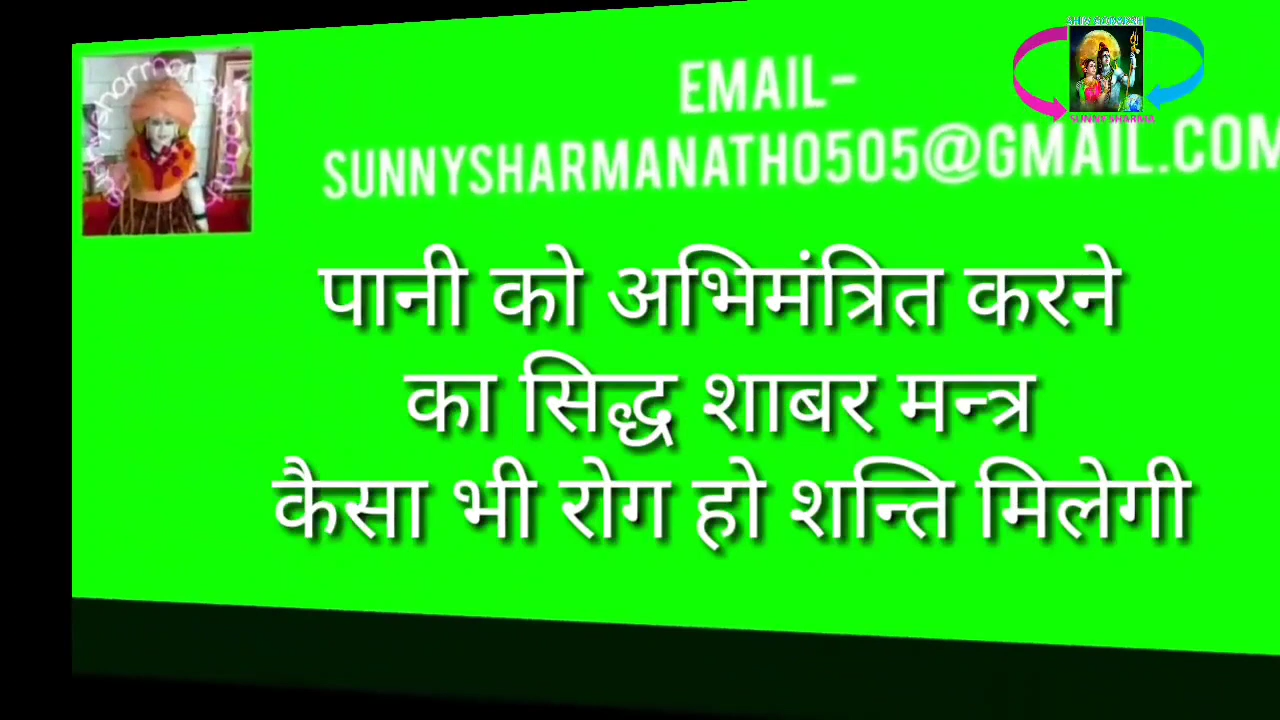 EMAIL-
SUNNYSHARMANATH0505@GMAIL.COM
SUNNY SHARMA
पानी को अभिमंत्रित करने
का सिद्ध शाबर मन्त्र
कैसा भी रोग हो शन्ति मिलेगी